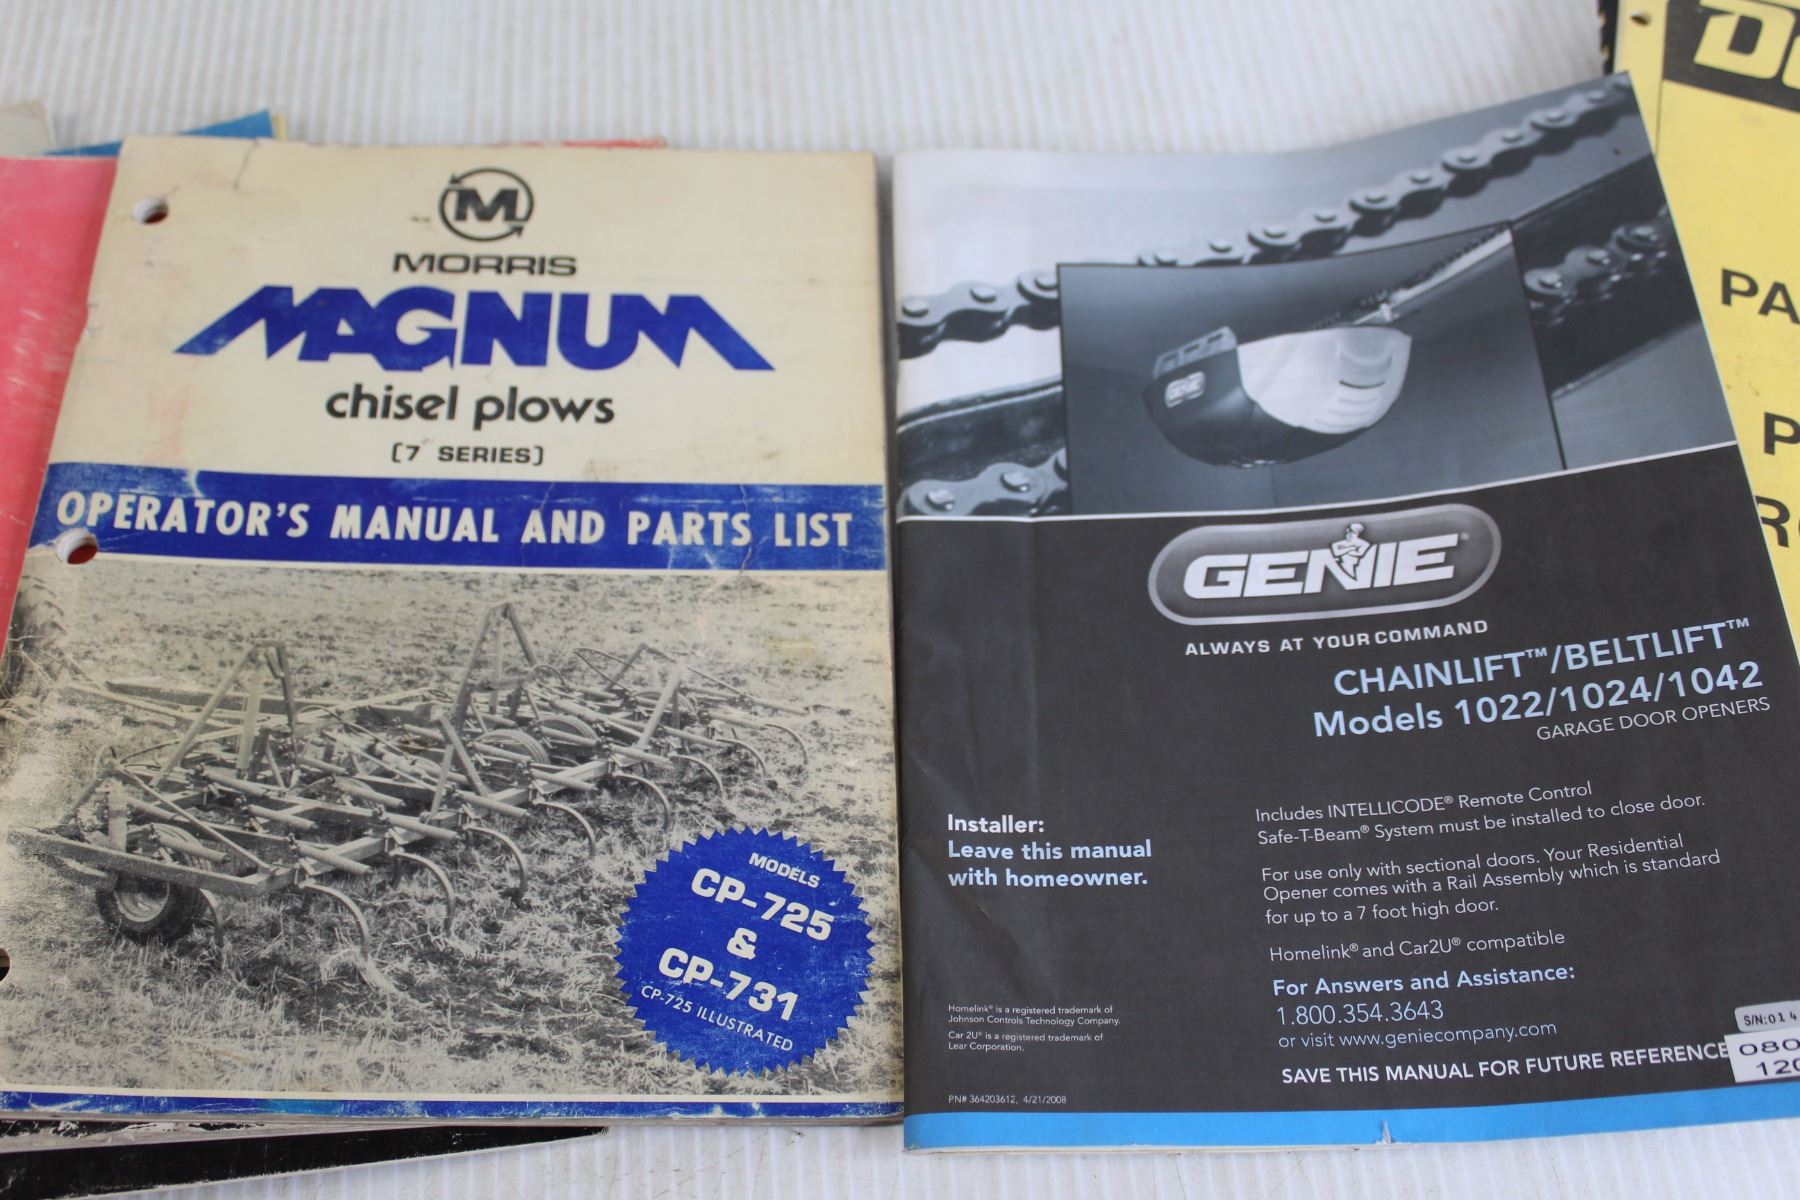 M
MORRIS
MAGNUM
chisel plows
(7 SERIES)
OPERATOR'S MANUAL AND PARTS LIST
MODELS
CP-725
&
CP-731
CP-725 ILLUSTRATED
GENIE
GENIE®
ALWAYS AT YOUR COMMAND
CHAINLIFT™/BELTLIFT™
Models 1022/1024/1042
GARAGE DOOR OPENERS
Installer:
Leave this manual
with homeowner.
Includes INTELLICODE® Remote Control
Safe-T-Beam® System must be installed to close door.
For use only with sectional doors. Your Residential
Opener comes with a Rail Assembly which is standard
for up to a 7 foot high door.
Homelink® and Car2U® compatible
For Answers and Assistance:
1.800.354.3643
or visit www.geniecompany.com
SAVE THIS MANUAL FOR FUTURE REFERENCE
Homelink® is a registered trademark of
Johnson Controls Technology Company.
Car 2U® is a registered trademark of
Lear Corporation.
PN# 364203612, 4/21/2008
S/N:014
080
120
PA
P